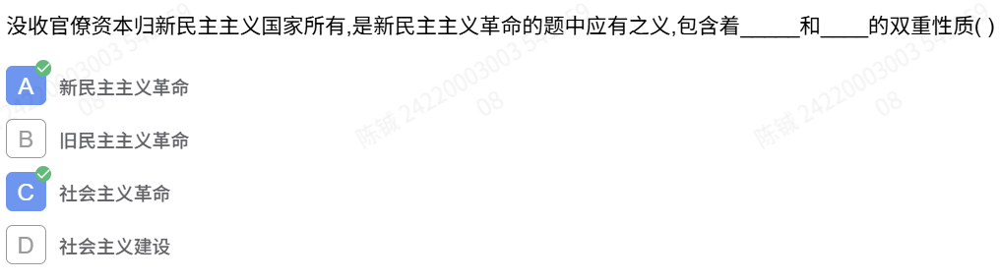 没收官僚资本归新民主主义国家所有,是新民主主义革命的题中应有之义,包含着______和_____的双重性质( )
A 新民主主义革命
B 旧民主主义革命
C 社会主义革命
D 社会主义建设